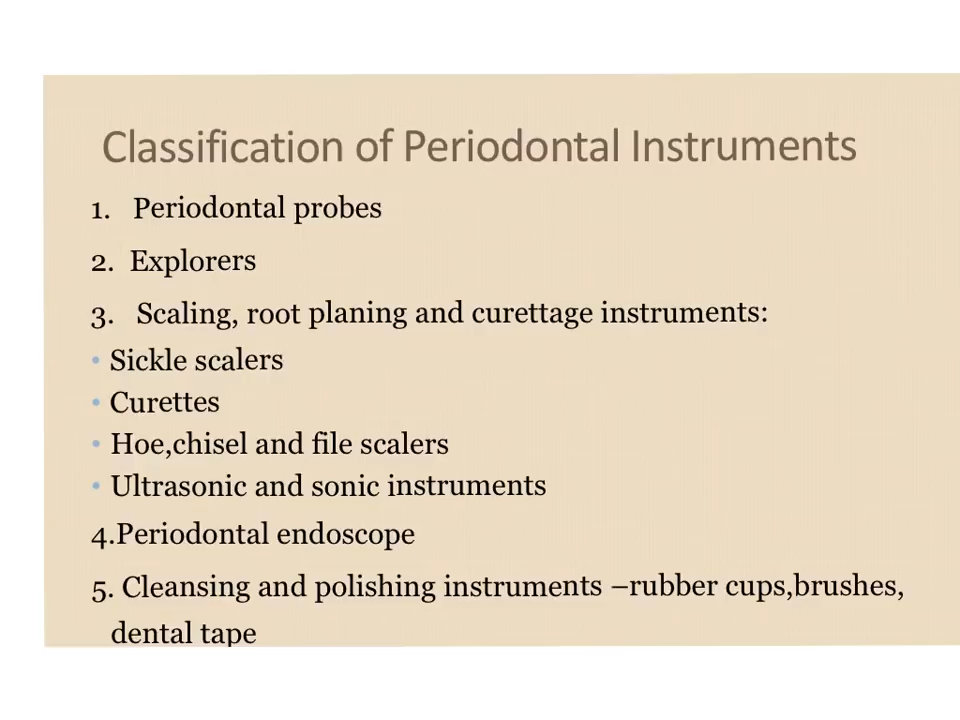 Classification of Periodontal Instruments
1. Periodontal probes
2. Explorers
3. Scaling, root planing and curettage instruments:
• Sickle scalers
• Curettes
• Hoe,chisel and file scalers
• Ultrasonic and sonic instruments
4.Periodontal endoscope
5. Cleansing and polishing instruments –rubber cups,brushes,
dental tape